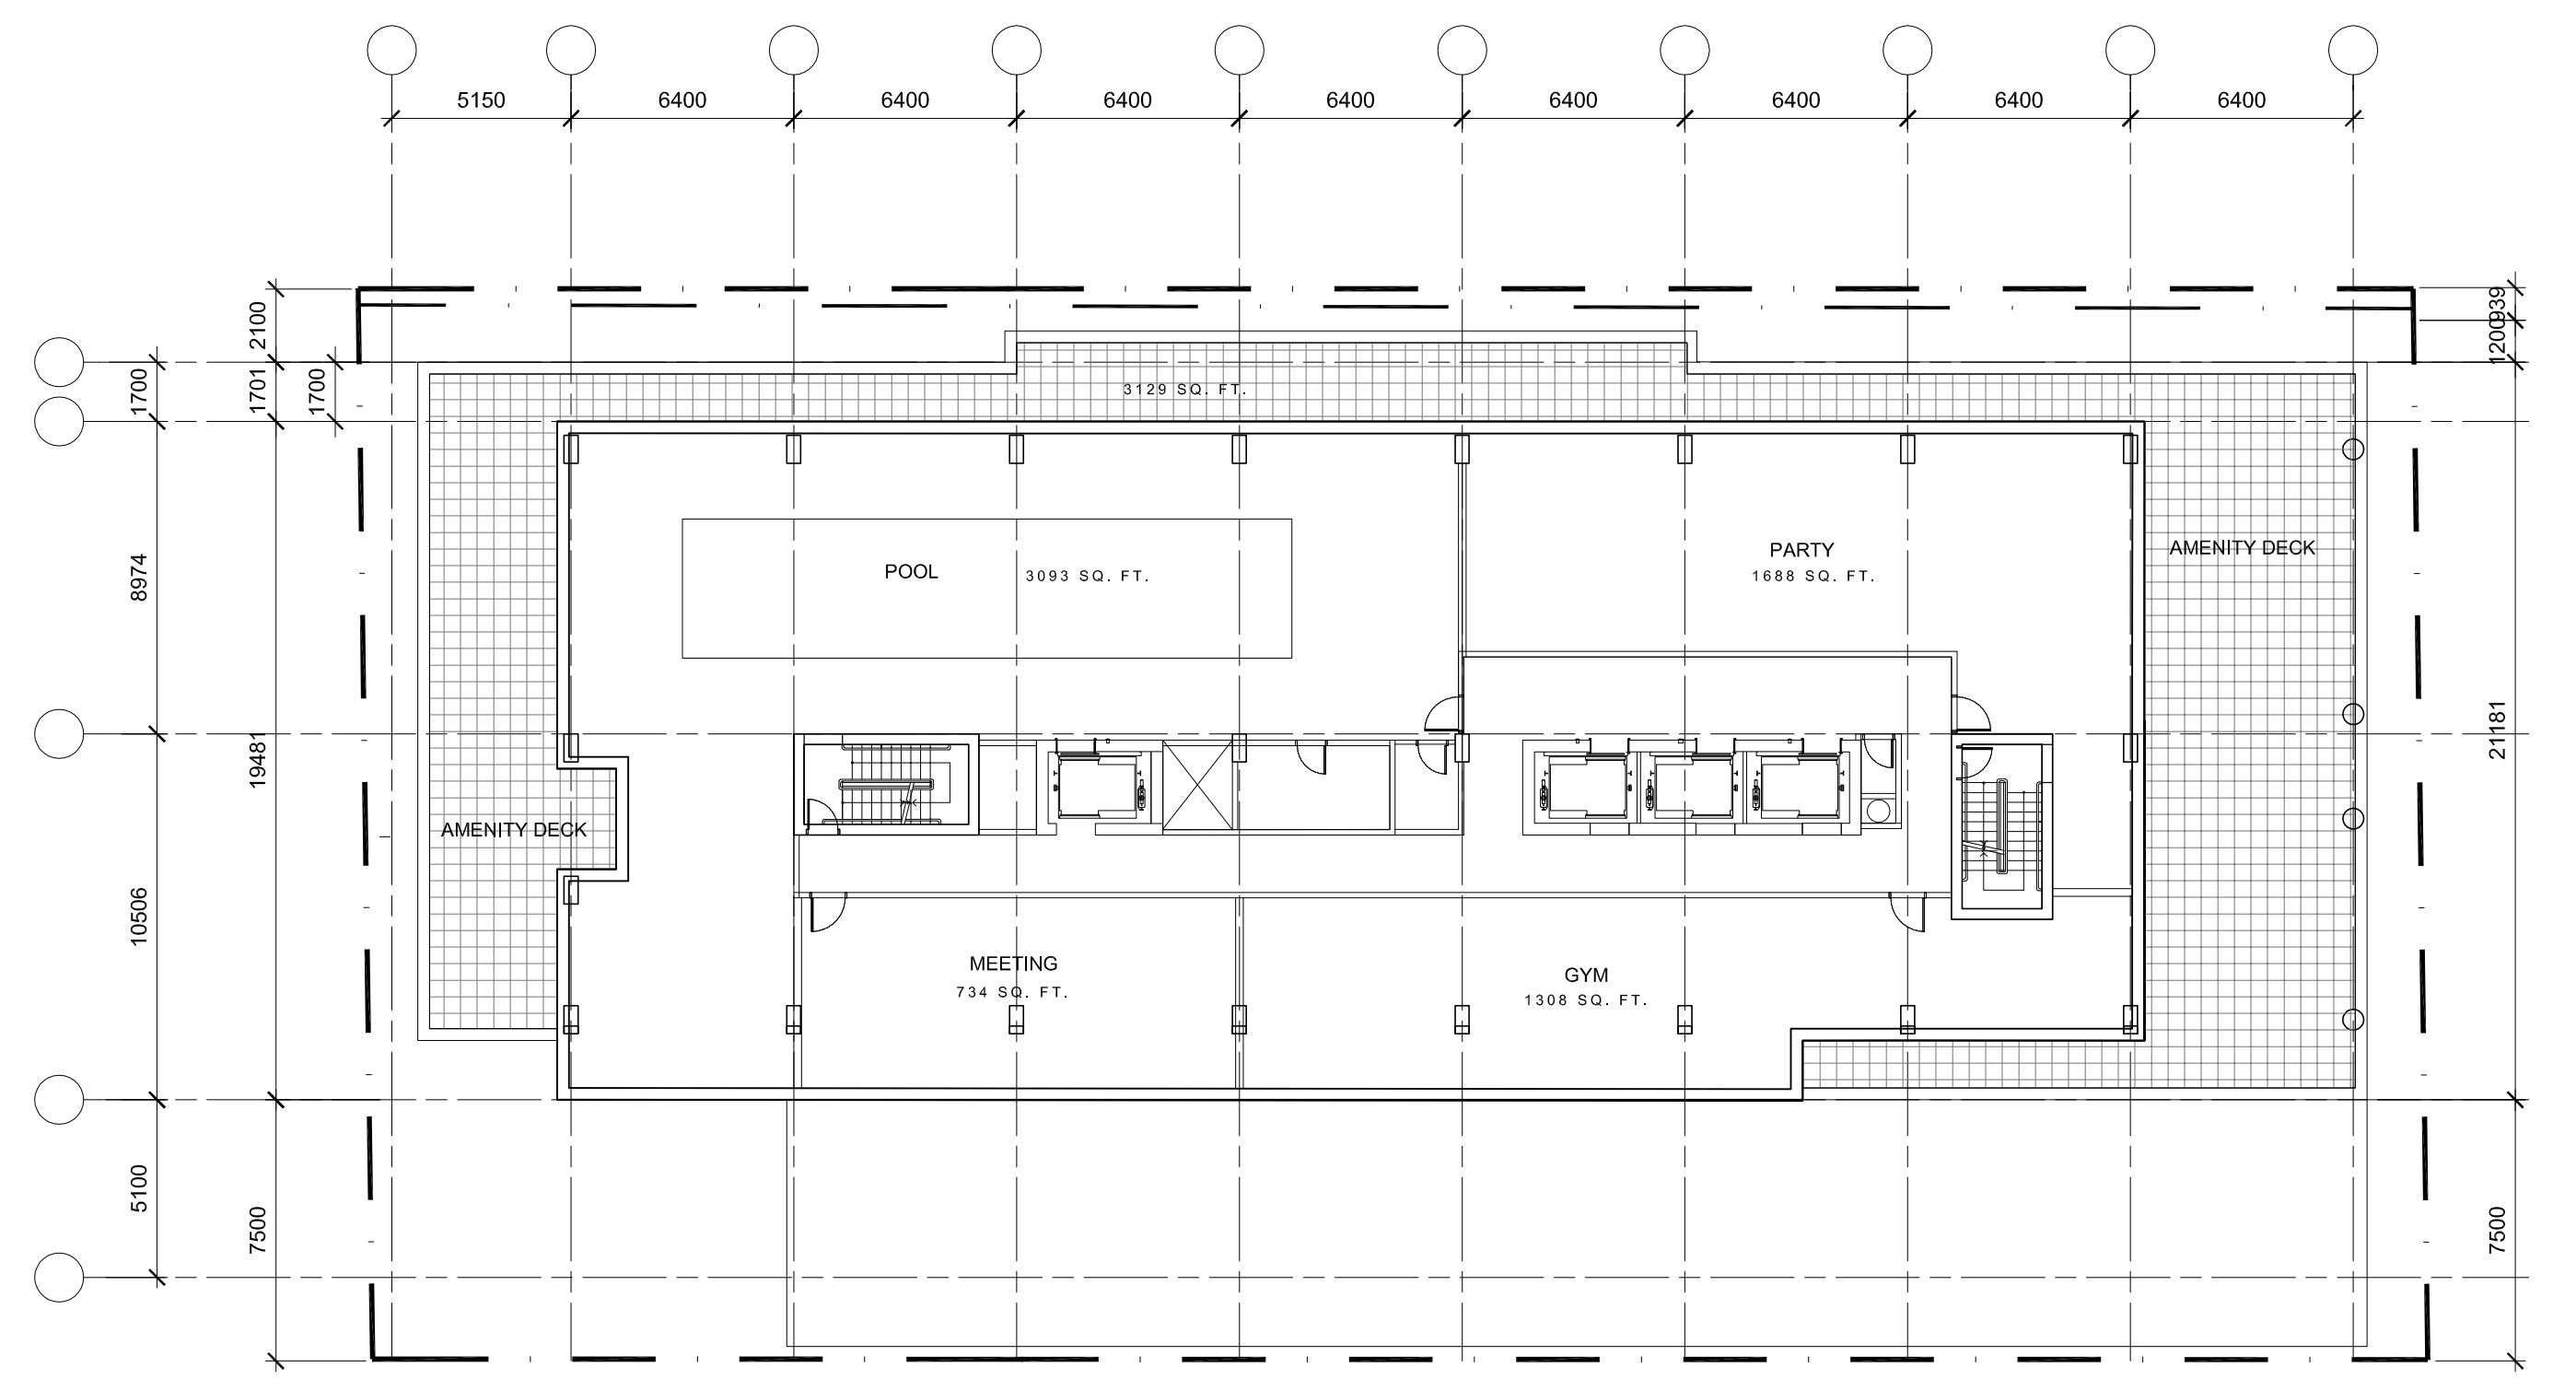 5150 6400 6400 6400 6400 6400 6400 6400 6400
2100
939
1200
1700
1701
1700
3129 SQ. FT.
8974
19481
21181
PARTY
1688 SQ. FT.
AMENITY DECK
POOL 3093 SQ. FT.
AMENITY DECK
10506
MEETING
734 SQ. FT.
GYM
1308 SQ. FT.
5100
7500
7500